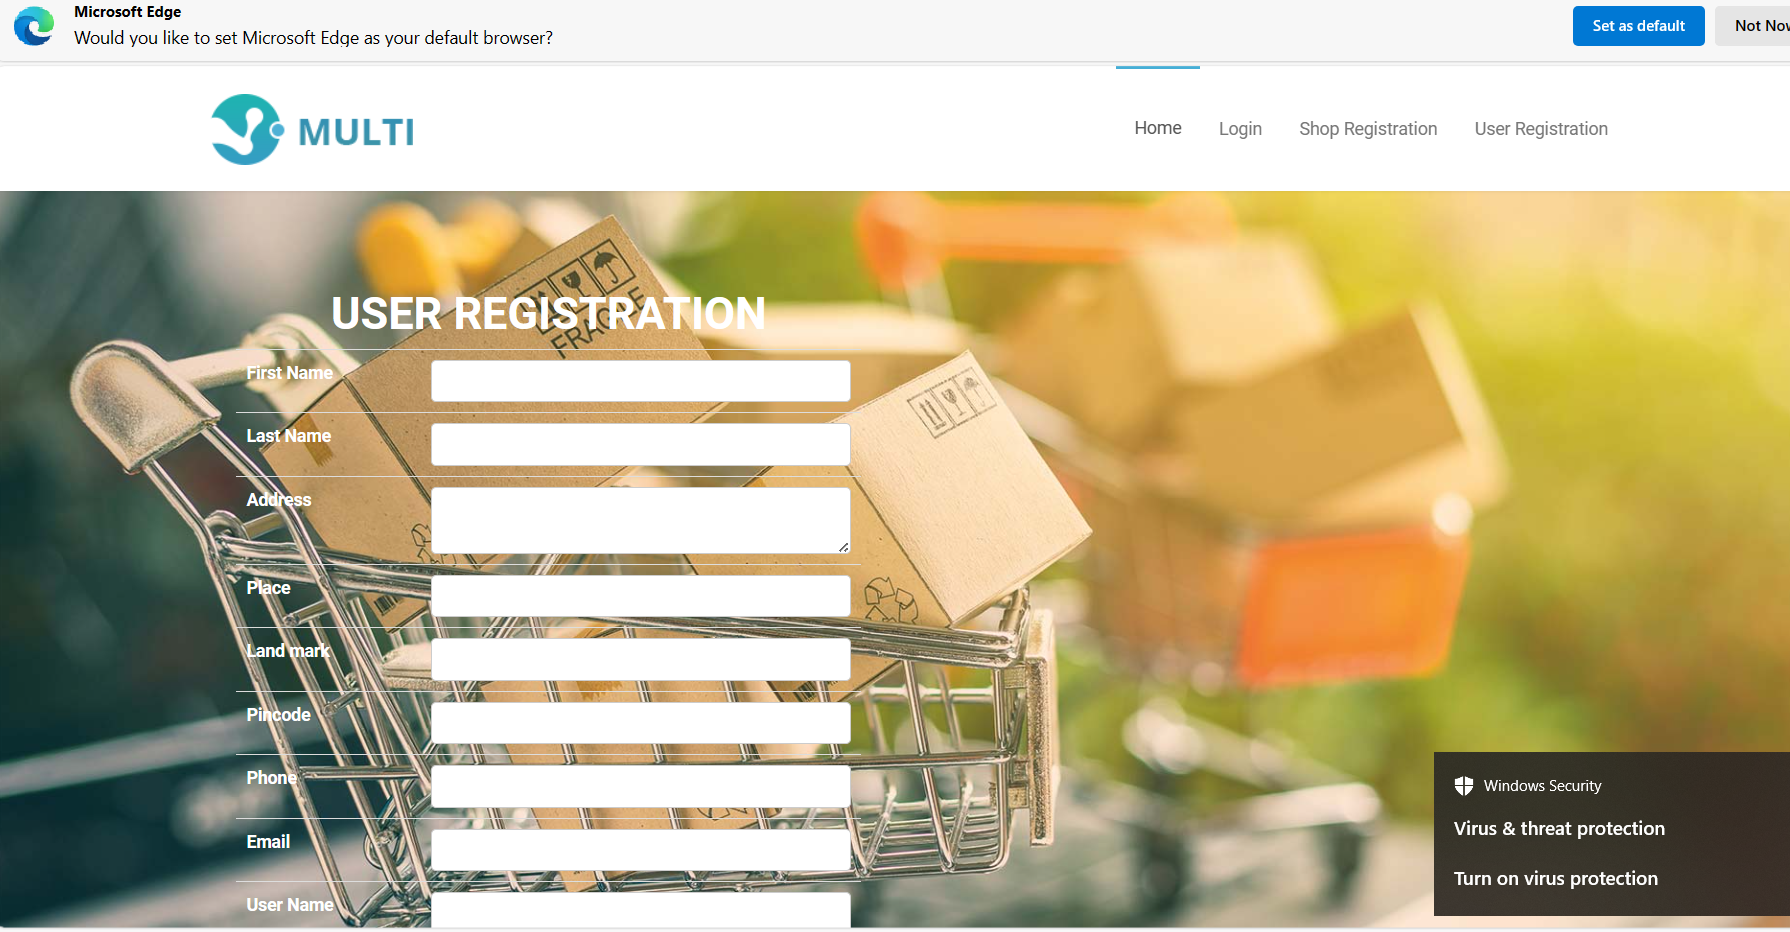 Microsoft Edge
Would you like to set Microsoft Edge as your default browser?
Set as default
Not Now
MULTI
Home
Login
Shop Registration
User Registration
FRAGILE
USER REGISTRATION
First Name
Last Name
Address
Place
Land mark
Pincode
Phone
Email
User Name
Windows Security
Virus & threat protection
Turn on virus protection